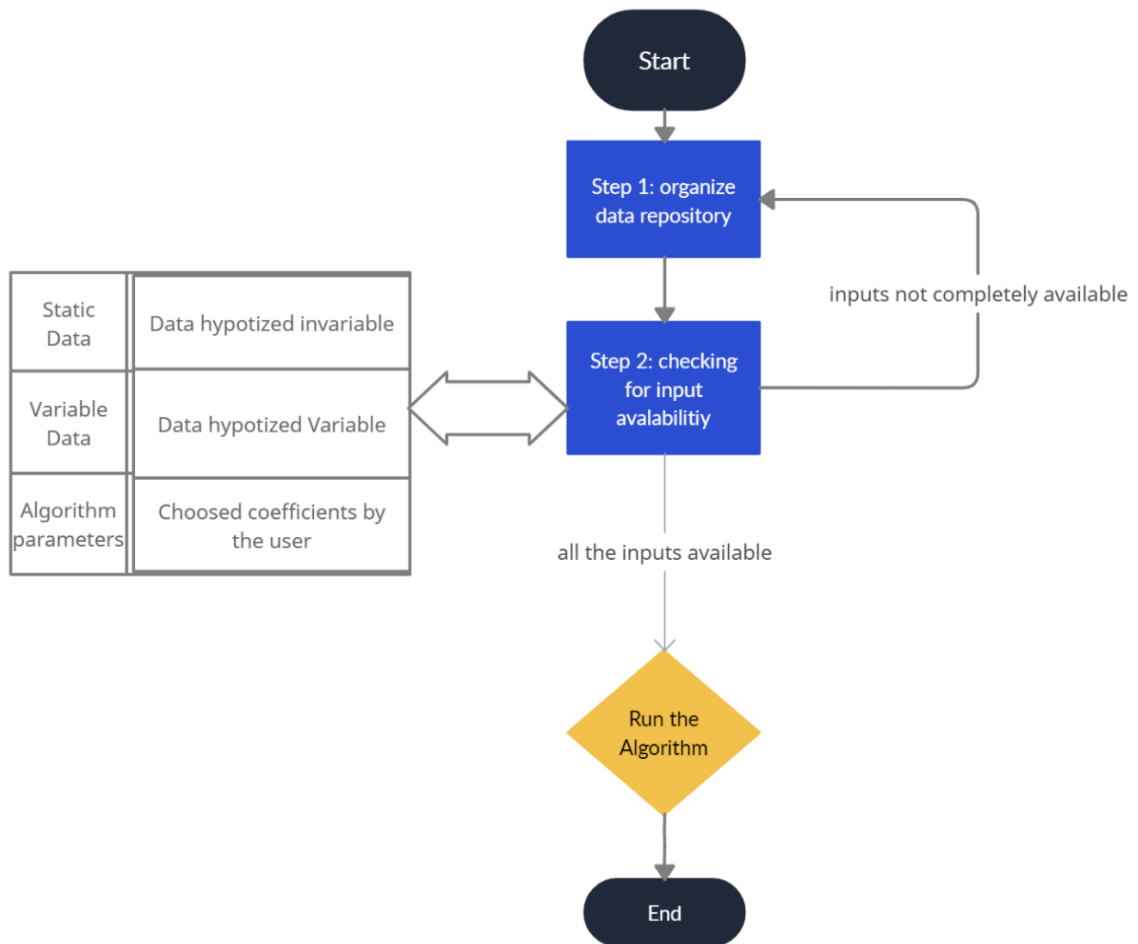 Start
Step 1: organize
data repository
inputs not completely available
Static
Data
Data hypotized invariable
Step 2: checking
for input
avalabilitiy
Variable
Data
Data hypotized Variable
Algorithm
parameters
Choosed coefficients by
the user
all the inputs available
Run the
Algorithm
End